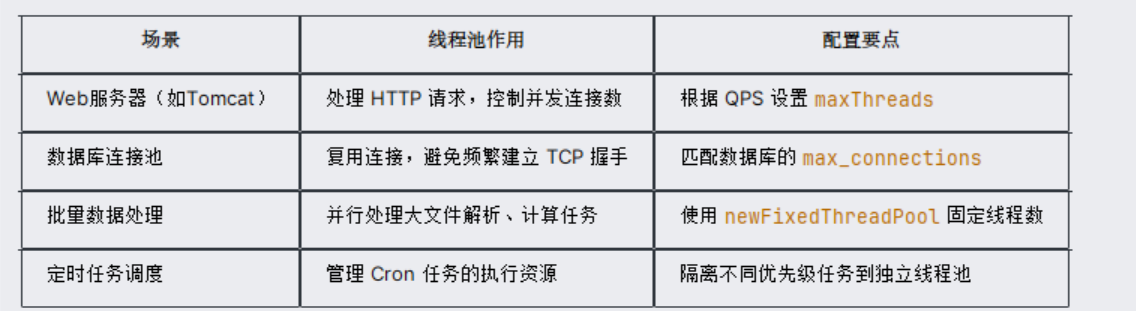 场景 线程池作用 配置要点
Web服务器（如Tomcat） 处理 HTTP 请求，控制并发连接数 根据 QPS 设置 maxThreads
数据库连接池 复用连接，避免频繁建立 TCP 握手 匹配数据库的 max_connections
批量数据处理 并行处理大文件解析、计算任务 使用 newFixedThreadPool 固定线程数
定时任务调度 管理 Cron 任务的执行资源 隔离不同优先级任务到独立线程池